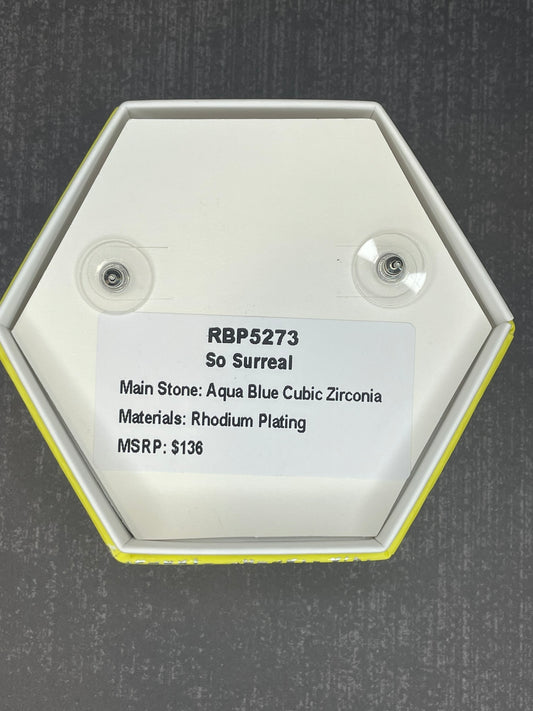 RBP5273
So Surreal
Main Stone: Aqua Blue Cubic Zirconia
Materials: Rhodium Plating
MSRP: $136